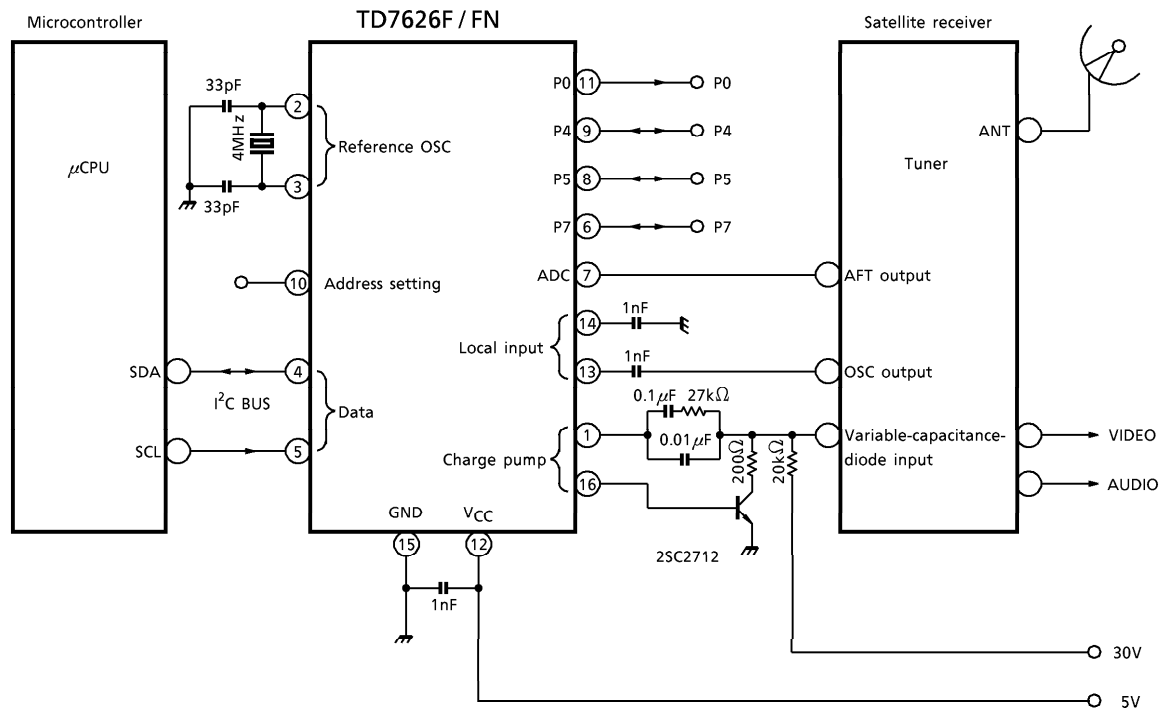 Microcontroller
TD7626F / FN
Satellite receiver
μCPU
33pF
4MHz
33pF
2
3
Reference OSC
10
Address setting
SDA
4
I²C BUS
Data
SCL
5
P0
11
P0
P4
9
P4
P5
8
P5
P7
6
P7
ADC
7
AFT output
14
1nF
Local input
13
1nF
OSC output
0.1μF
27kΩ
0.01μF
1
Charge pump
16
200Ω
20kΩ
2SC2712
GND
VCC
15
12
1nF
ANT
Tuner
Variable-capacitance-
diode input
VIDEO
AUDIO
30V
5V